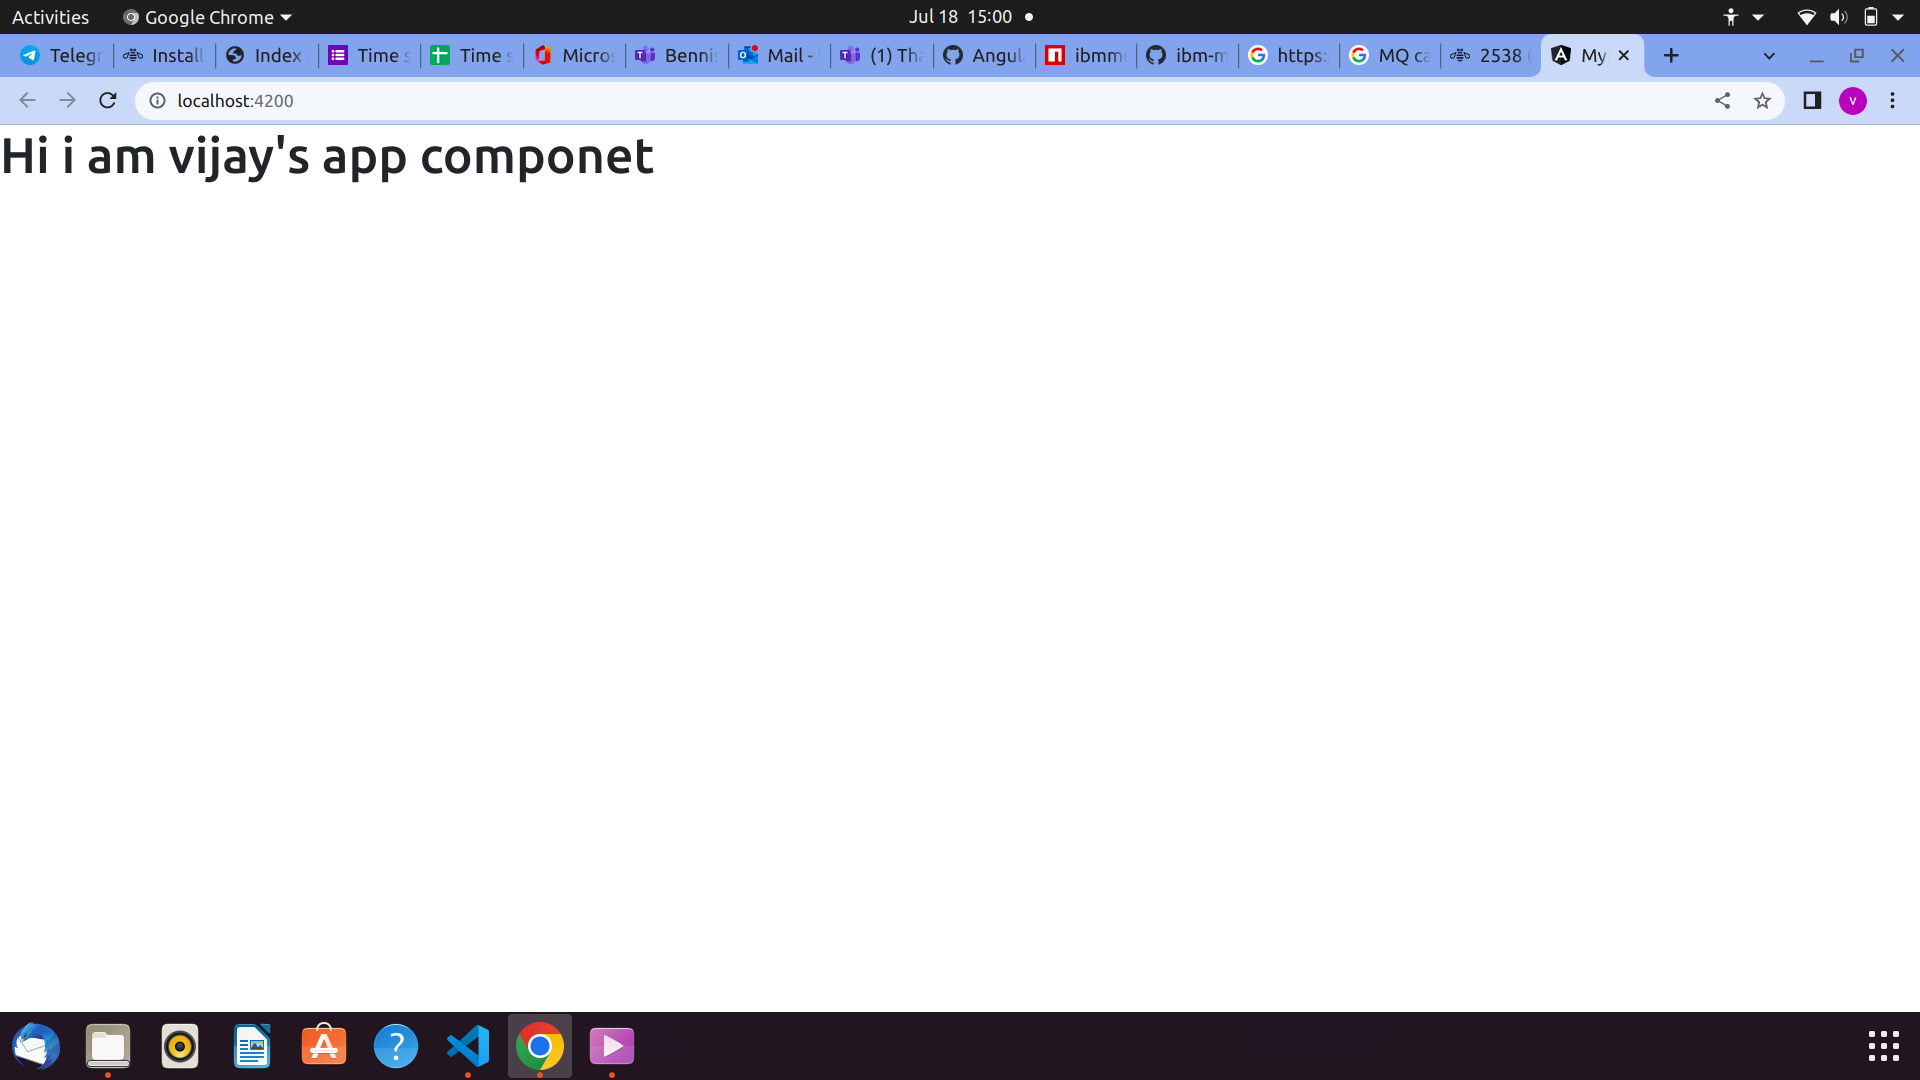 Activities Google Chrome Jul 18 15:00
Telegr Install Index Time s Time s Micros Bennis Mail - (1) Tha Angula ibmm ibm-m https: MQ ca 2538 ( My
localhost:4200 v
Hi i am vijay's app componet